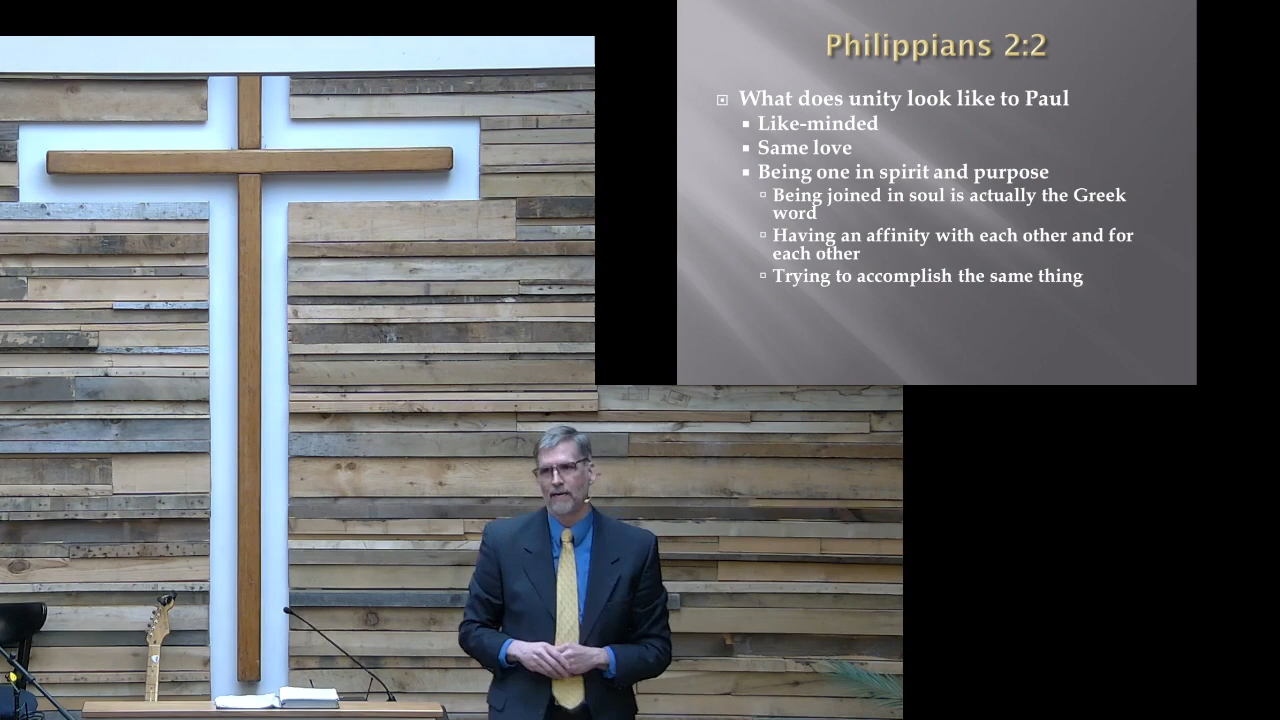 Philippians 2:2
What does unity look like to Paul
Like-minded
Same love
Being one in spirit and purpose
Being joined in soul is actually the Greek
word
Having an affinity with each other and for
each other
Trying to accomplish the same thing